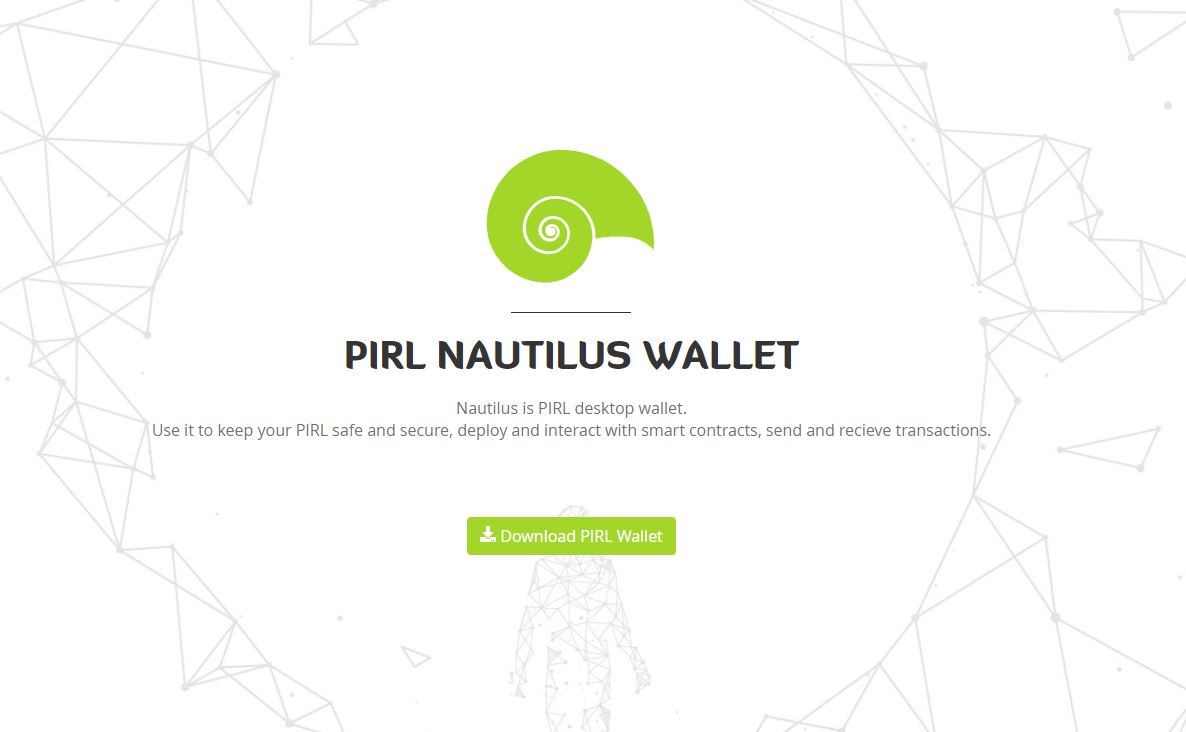 PIRL NAUTILUS WALLET
Nautilus is PIRL desktop wallet.
Use it to keep your PIRL safe and secure, deploy and interact with smart contracts, send and recieve transactions.
Download PIRL Wallet